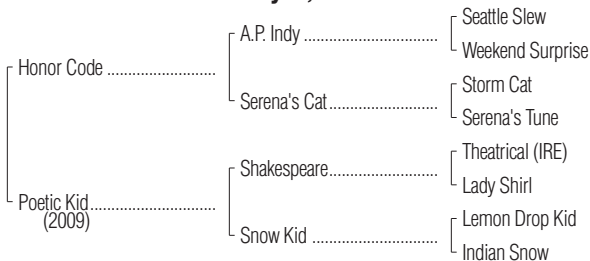 Seattle Slew
A.P. Indy ..............................
Weekend Surprise
Honor Code ........................
Storm Cat
Serena's Cat........................
Serena's Tune
Theatrical (IRE)
Shakespeare........................
Lady Shirl
Poetic Kid............................
(2009)
Lemon Drop Kid
Snow Kid ............................
Indian Snow